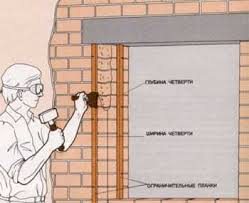 ГЛУБИНА ЧЕТВЕРТИ
ШИРИНА ЧЕТВЕРТИ
ОГРАНИЧИТЕЛЬНЫЕ ПЛАНКИ